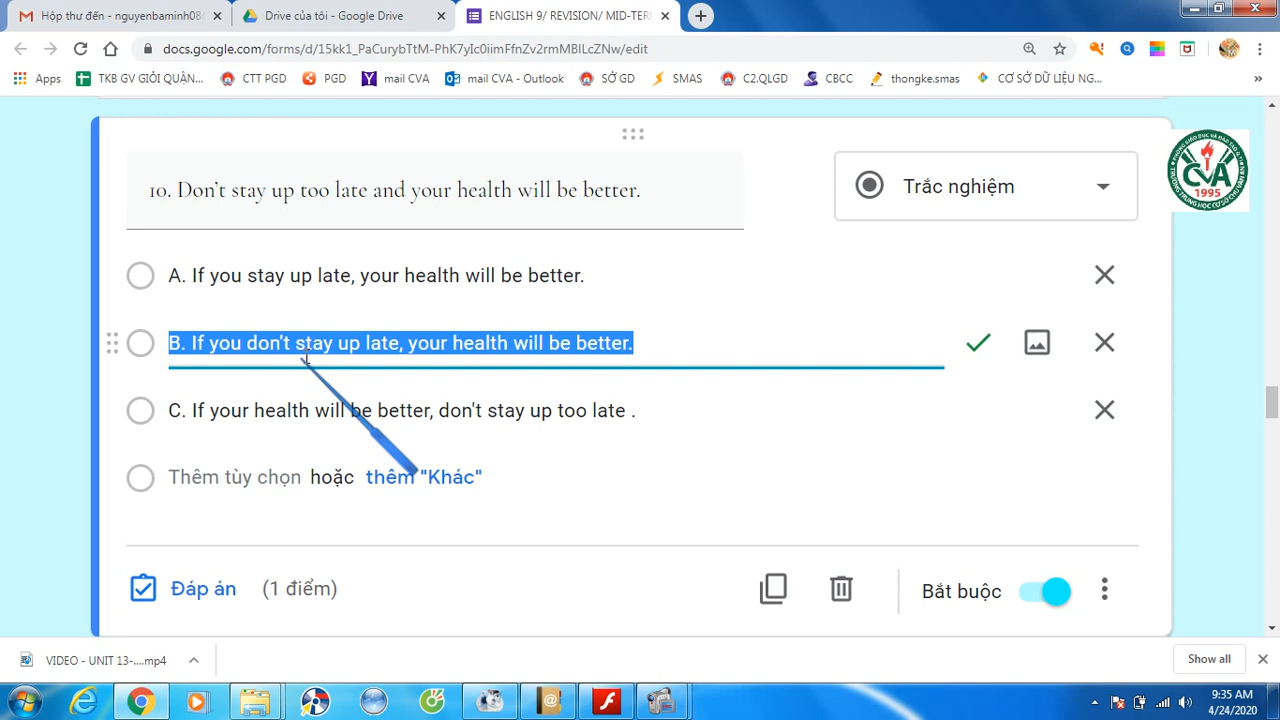 Hộp thư đến - nguyenbaminh08
Drive của tôi - Google Drive
ENGLISH 9/ REVISION/ MID-TER
docs.google.com/forms/d/15kk1_PaCurybTtM-PhK7yIc0iimFfnZv2rmMBlLcZNw/edit
Apps
TKB GV GIỎI QUẬN...
CTT PGD
PGD
mail CVA
mail CVA - Outlook
SỞ GD
SMAS
C2.QLGD
CBCC
thongke.smas
CƠ SỞ DỮ LIỆU NG...
»
10. Don't stay up too late and your health will be better.
Trắc nghiệm
CVA
1995
A. If you stay up late, your health will be better.
B. If you don't stay up late, your health will be better.
C. If your health will be better, don't stay up too late .
Thêm tùy chọn hoặc thêm "Khác"
Đáp án (1 điểm)
Bắt buộc
VIDEO - UNIT 13-....mp4
Show all
9:35 AM
4/24/2020